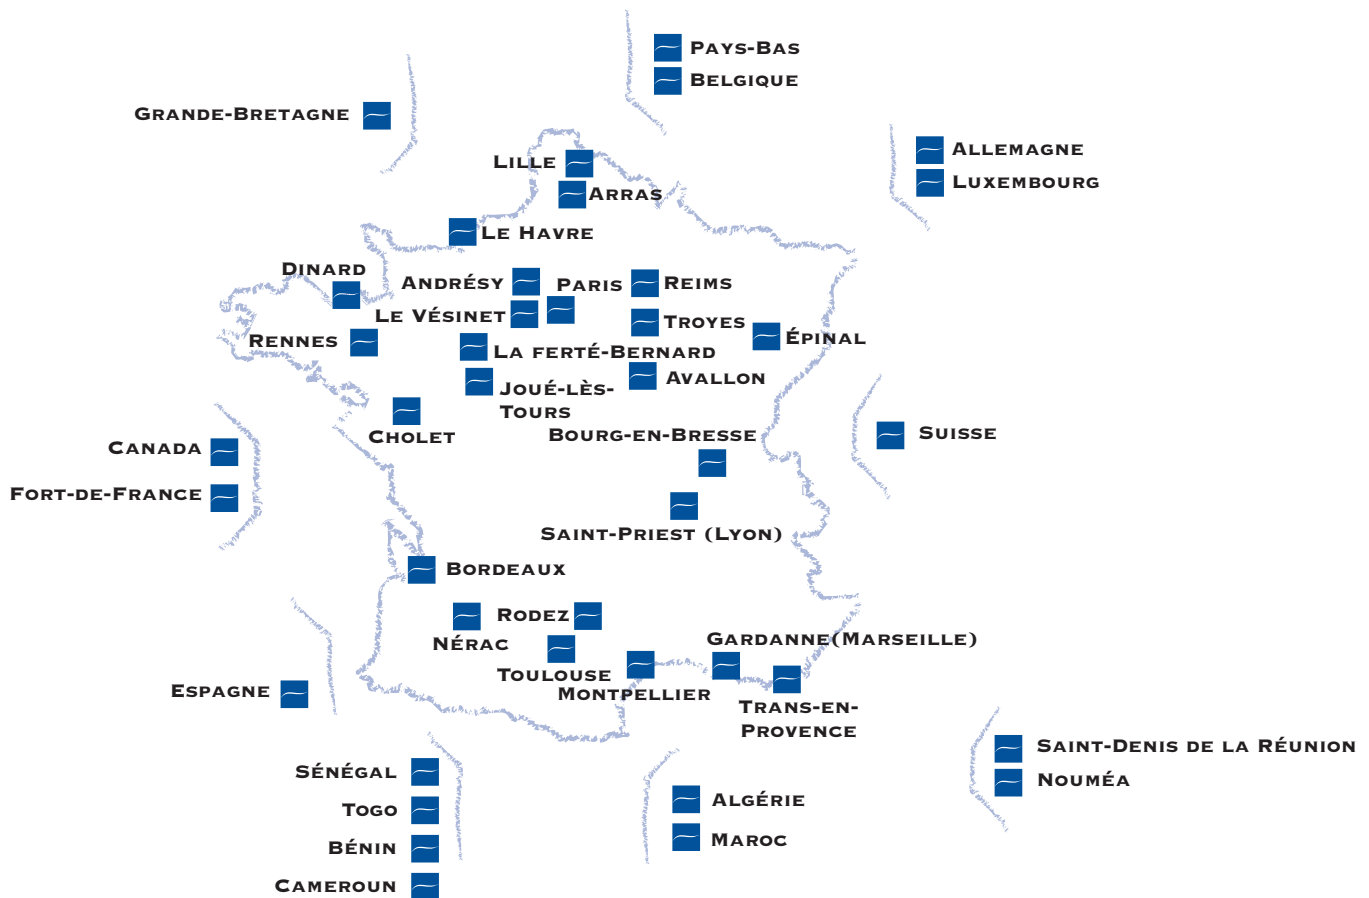 Pays-Bas
Belgique
Grande-Bretagne
Allemagne
Luxembourg
Lille
Arras
Le Havre
Dinard
Andrésy
Paris
Reims
Le Vésinet
Troyes
Épinal
Rennes
La ferté-Bernard
Avallon
Joué-lès-
Tours
Cholet
Bourg-en-Bresse
Suisse
Canada
Fort-de-France
Saint-Priest (Lyon)
Bordeaux
Rodez
Nérac
Gardanne(Marseille)
Toulouse
Montpellier
Espagne
Trans-en-
Provence
Saint-Denis de la Réunion
Nouméa
Sénégal
Togo
Bénin
Cameroun
Algérie
Maroc